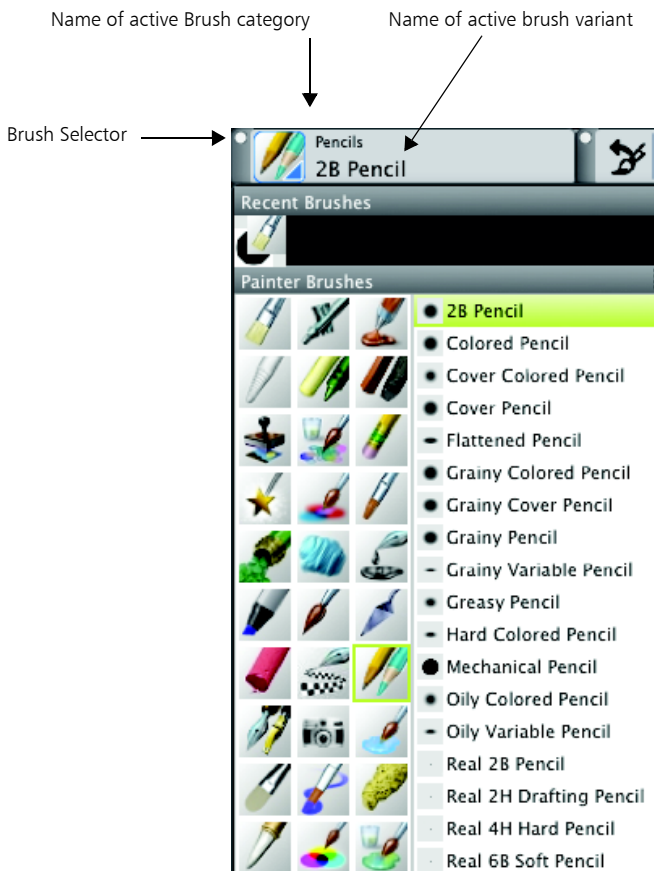 Name of active Brush category
Name of active brush variant
Brush Selector
Pencils
2B Pencil
Recent Brushes
Painter Brushes
2B Pencil
Colored Pencil
Cover Colored Pencil
Cover Pencil
Flattened Pencil
Grainy Colored Pencil
Grainy Cover Pencil
Grainy Pencil
Grainy Variable Pencil
Greasy Pencil
Hard Colored Pencil
Mechanical Pencil
Oily Colored Pencil
Oily Variable Pencil
Real 2B Pencil
Real 2H Drafting Pencil
Real 4H Hard Pencil
Real 6B Soft Pencil